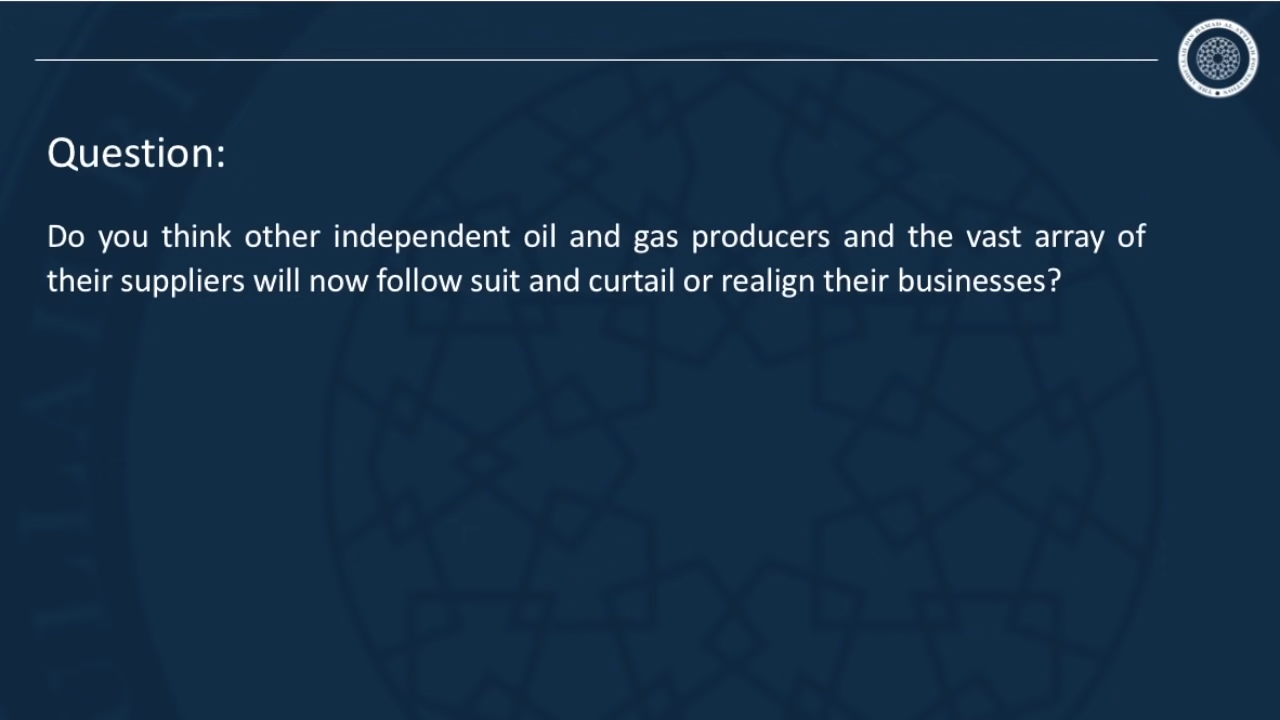 Question:
Do you think other independent oil and gas producers and the vast array of
their suppliers will now follow suit and curtail or realign their businesses?